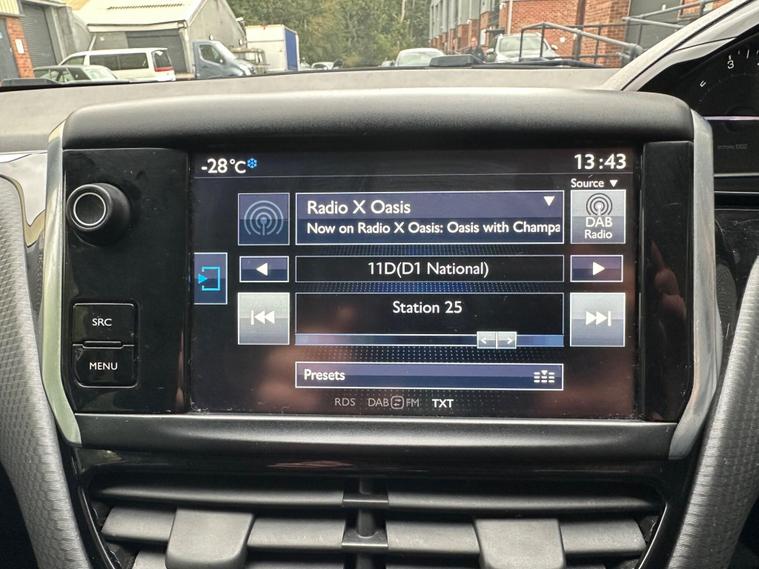 -28°C
13:43
Source ▼
Radio X Oasis
Now on Radio X Oasis: Oasis with Champa
DAB
Radio
11D(D1 National)
Station 25
SRC
MENU
Presets
RDS DAB FM TXT
3